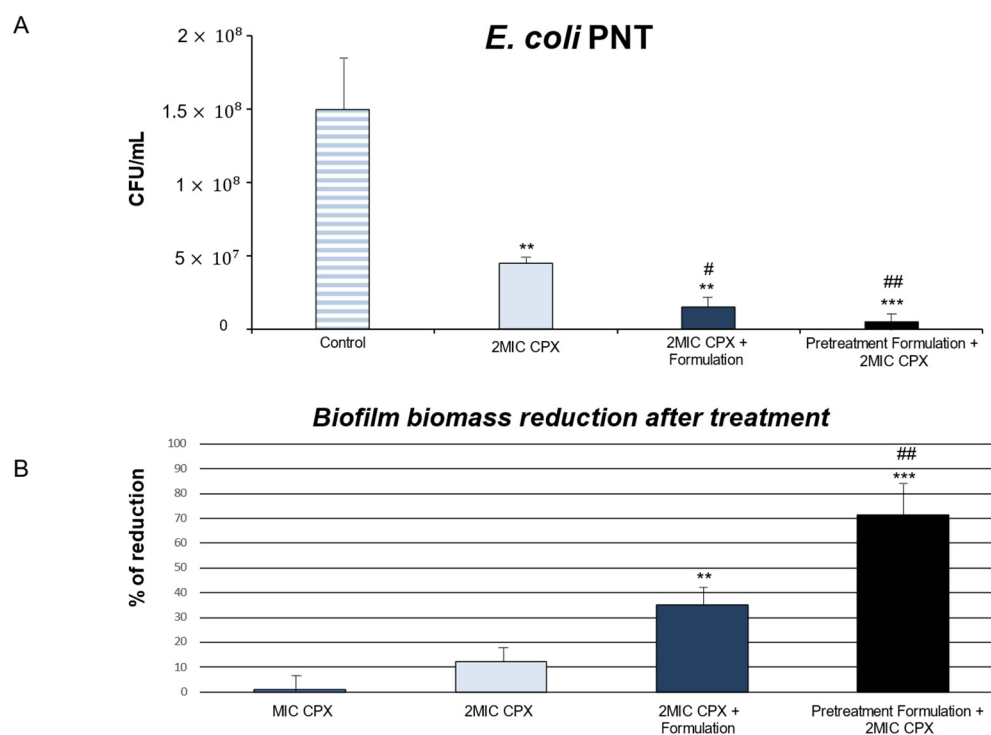 A
E. coli PNT
2 × 10⁸
1.5 × 10⁸
1 × 10⁸
5 × 10⁷
0
CFU/mL
**
#
**
##
***
Control
2MIC CPX
2MIC CPX +
Formulation
Pretreatment Formulation +
2MIC CPX
B
Biofilm biomass reduction after treatment
100
90
80
70
60
50
40
30
20
10
0
% of reduction
**
##
***
MIC CPX
2MIC CPX
2MIC CPX +
Formulation
Pretreatment Formulation +
2MIC CPX